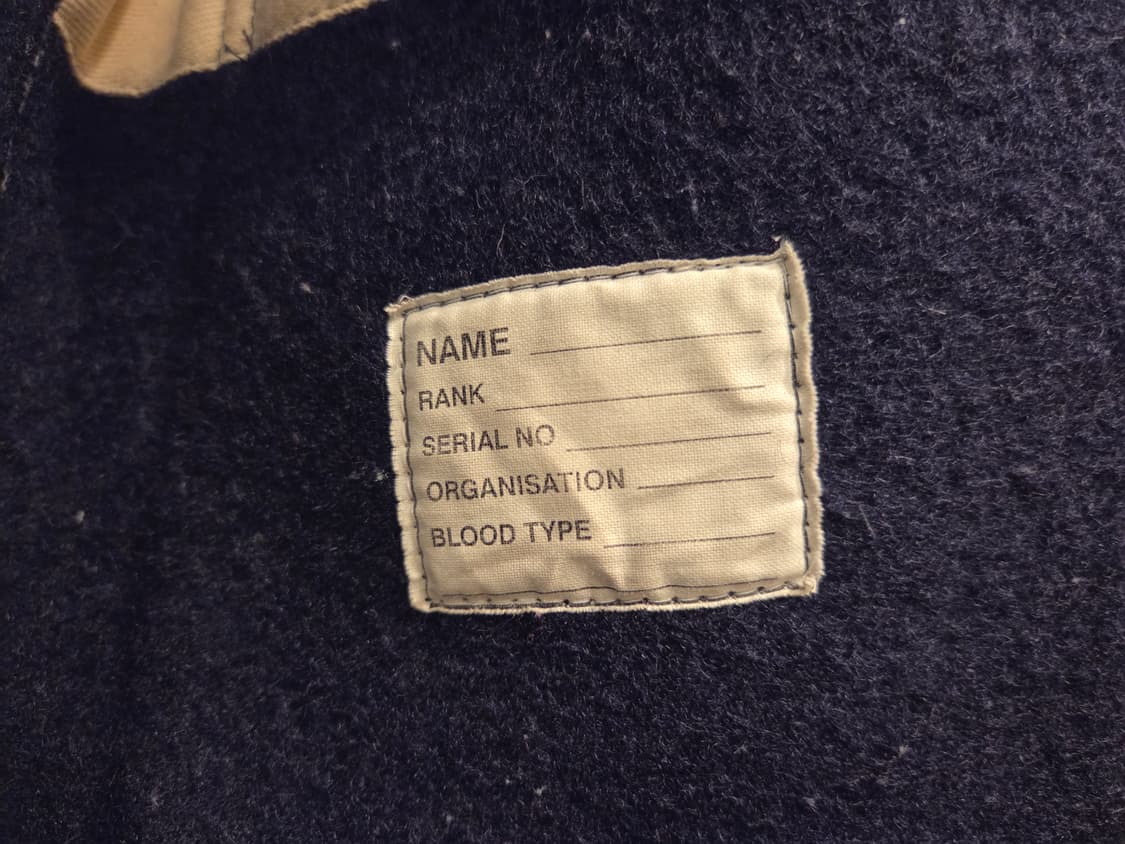 NAME
RANK
SERIAL NO
ORGANISATION
BLOOD TYPE